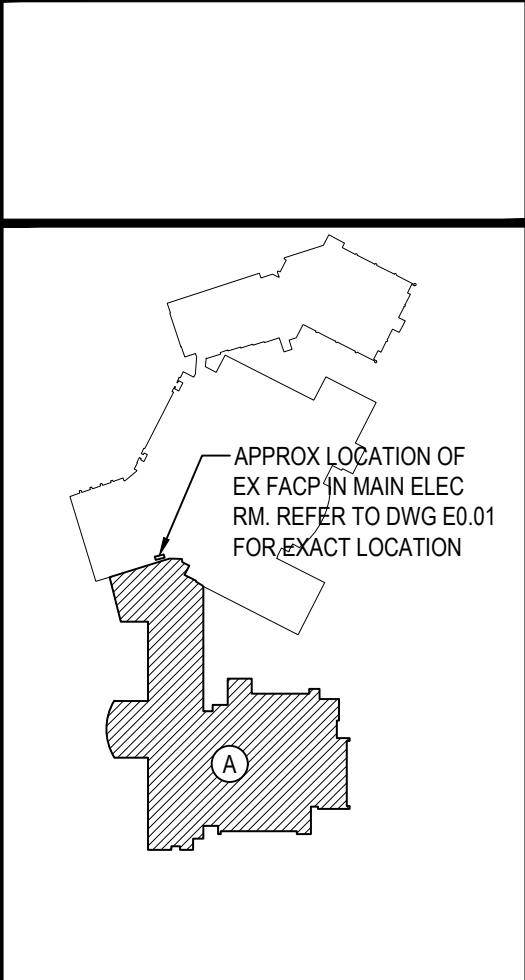 APPROX LOCATION OF
EX FACP IN MAIN ELEC
RM. REFER TO DWG E0.01
FOR EXACT LOCATION
A